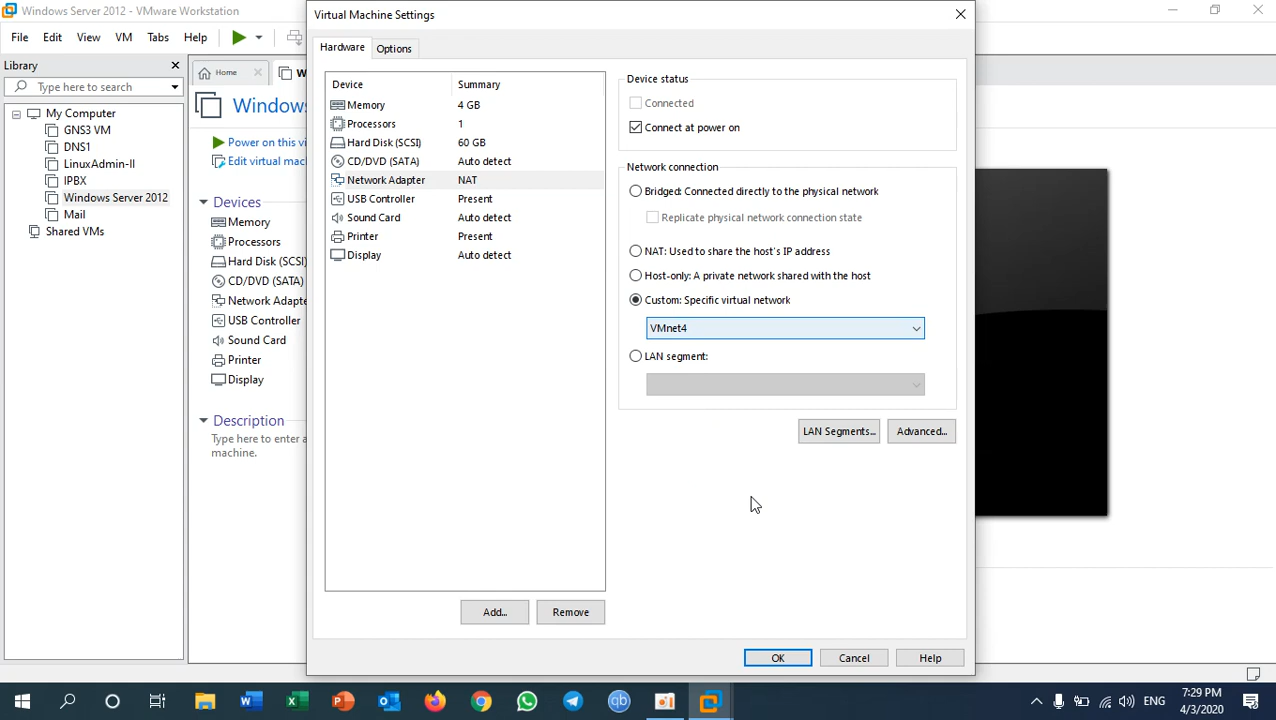 Windows Server 2012 - VMware Workstation
Virtual Machine Settings
File Edit View VM Tabs Help
Library
Type here to search
My Computer
GNS3 VM
DNS1
LinuxAdmin-II
IPBX
Windows Server 2012
Mail
Shared VMs
Home
Windows
Power on this vi
Edit virtual mac
Devices
Memory
Processors
Hard Disk (SCSI)
CD/DVD (SATA)
Network Adapte
USB Controller
Sound Card
Printer
Display
Description
Type here to enter a
machine.
Hardware Options
Device Summary
Memory 4 GB
Processors 1
Hard Disk (SCSI) 60 GB
CD/DVD (SATA) Auto detect
Network Adapter NAT
USB Controller Present
Sound Card Auto detect
Printer Present
Display Auto detect
Add... Remove
Device status
Connected
Connect at power on
Network connection
Bridged: Connected directly to the physical network
Replicate physical network connection state
NAT: Used to share the host's IP address
Host-only: A private network shared with the host
Custom: Specific virtual network
VMnet4
LAN segment:
LAN Segments... Advanced...
OK Cancel Help
ENG
7:29 PM
4/3/2020